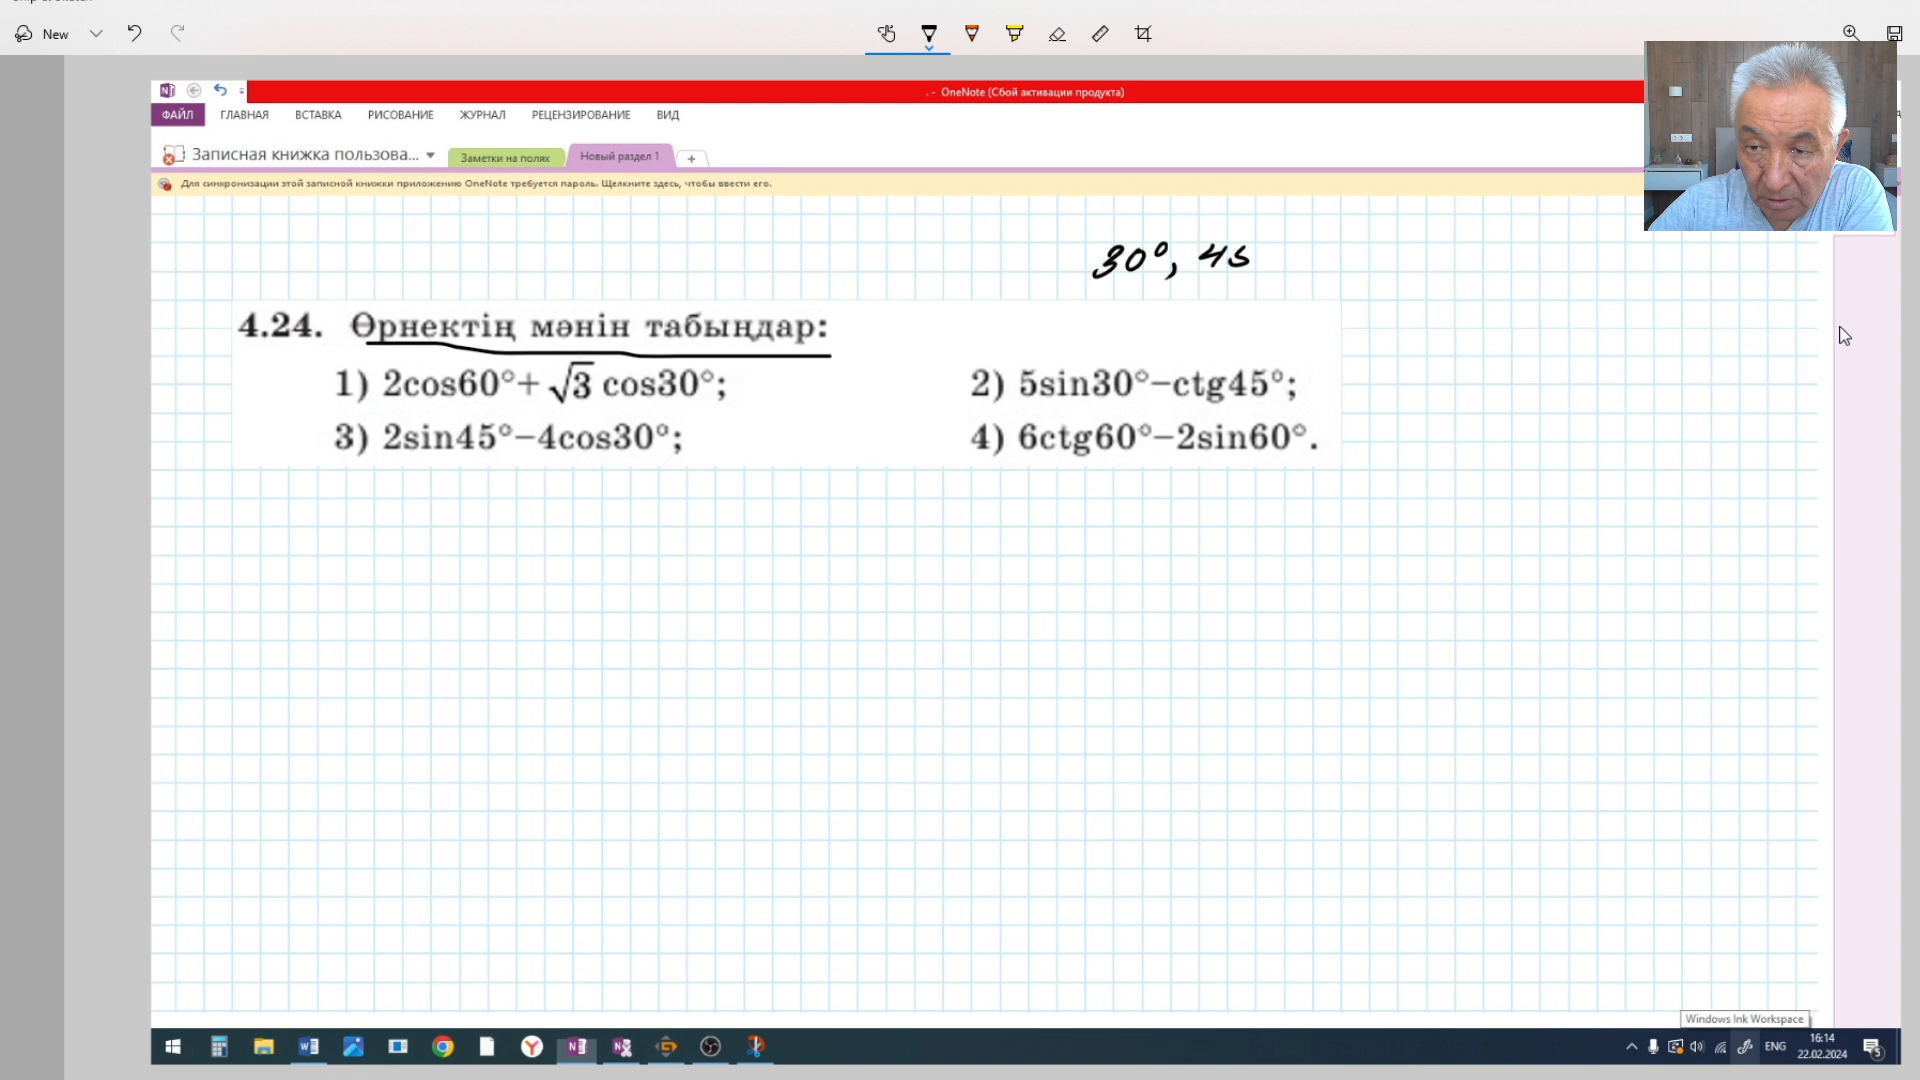 New
. - OneNote (Сбой активации продукта)
ФАЙЛ ГЛАВНАЯ ВСТАВКА РИСОВАНИЕ ЖУРНАЛ РЕЦЕНЗИРОВАНИЕ ВИД
Записная книжка пользова... Заметки на полях Новый раздел 1 +
Для синхронизации этой записной книжки приложению OneNote требуется пароль. Щелкните здесь, чтобы ввести его.
30°, 45
4.24. Өрнектің мәнін табыңдар:
1) 2cos60°+√3 cos30°; 2) 5sin30°−ctg45°;
3) 2sin45°−4cos30°; 4) 6ctg60°−2sin60°.
Windows Ink Workspace
ENG 16:14
22.02.2024 5